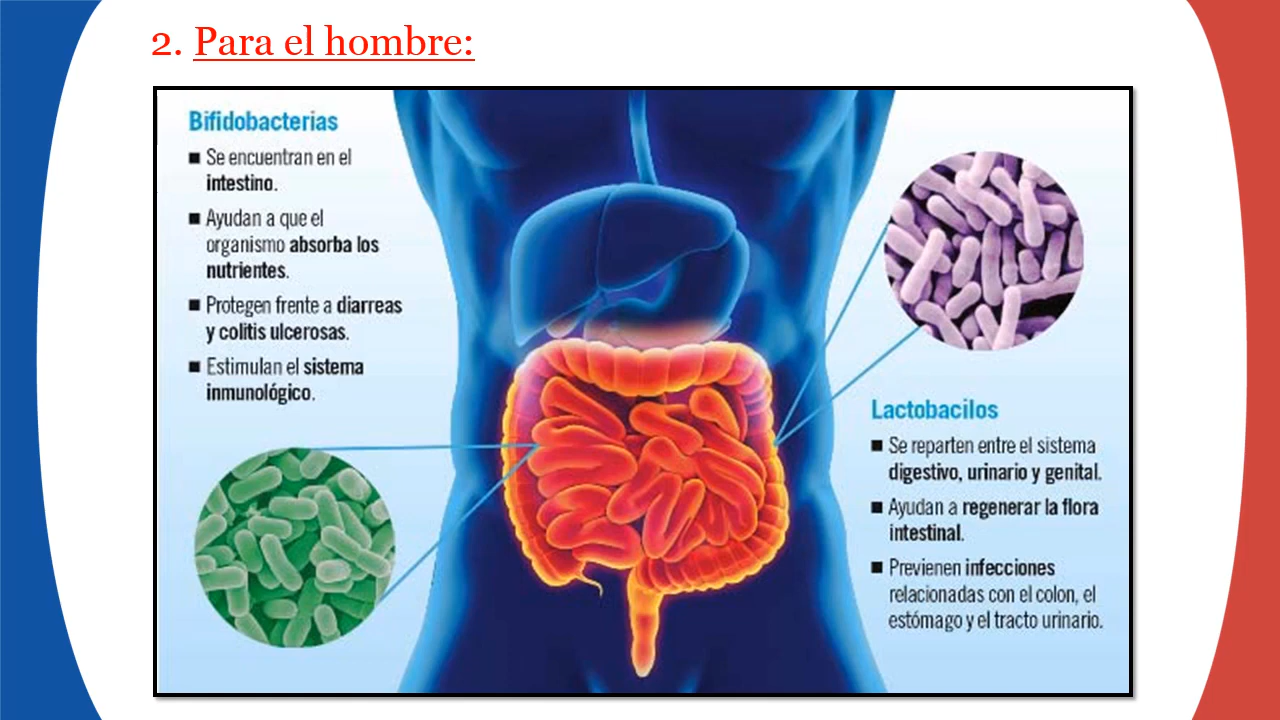 2. Para el hombre:
Bifidobacterias
■ Se encuentran en el
intestino.
■ Ayudan a que el
organismo absorba los
nutrientes.
■ Protegen frente a diarreas
y colitis ulcerosas.
■ Estimulan el sistema
inmunológico.
Lactobacilos
■ Se reparten entre el sistema
digestivo, urinario y genital.
■ Ayudan a regenerar la flora
intestinal.
■ Previenen infecciones
relacionadas con el colon, el
estómago y el tracto urinario.